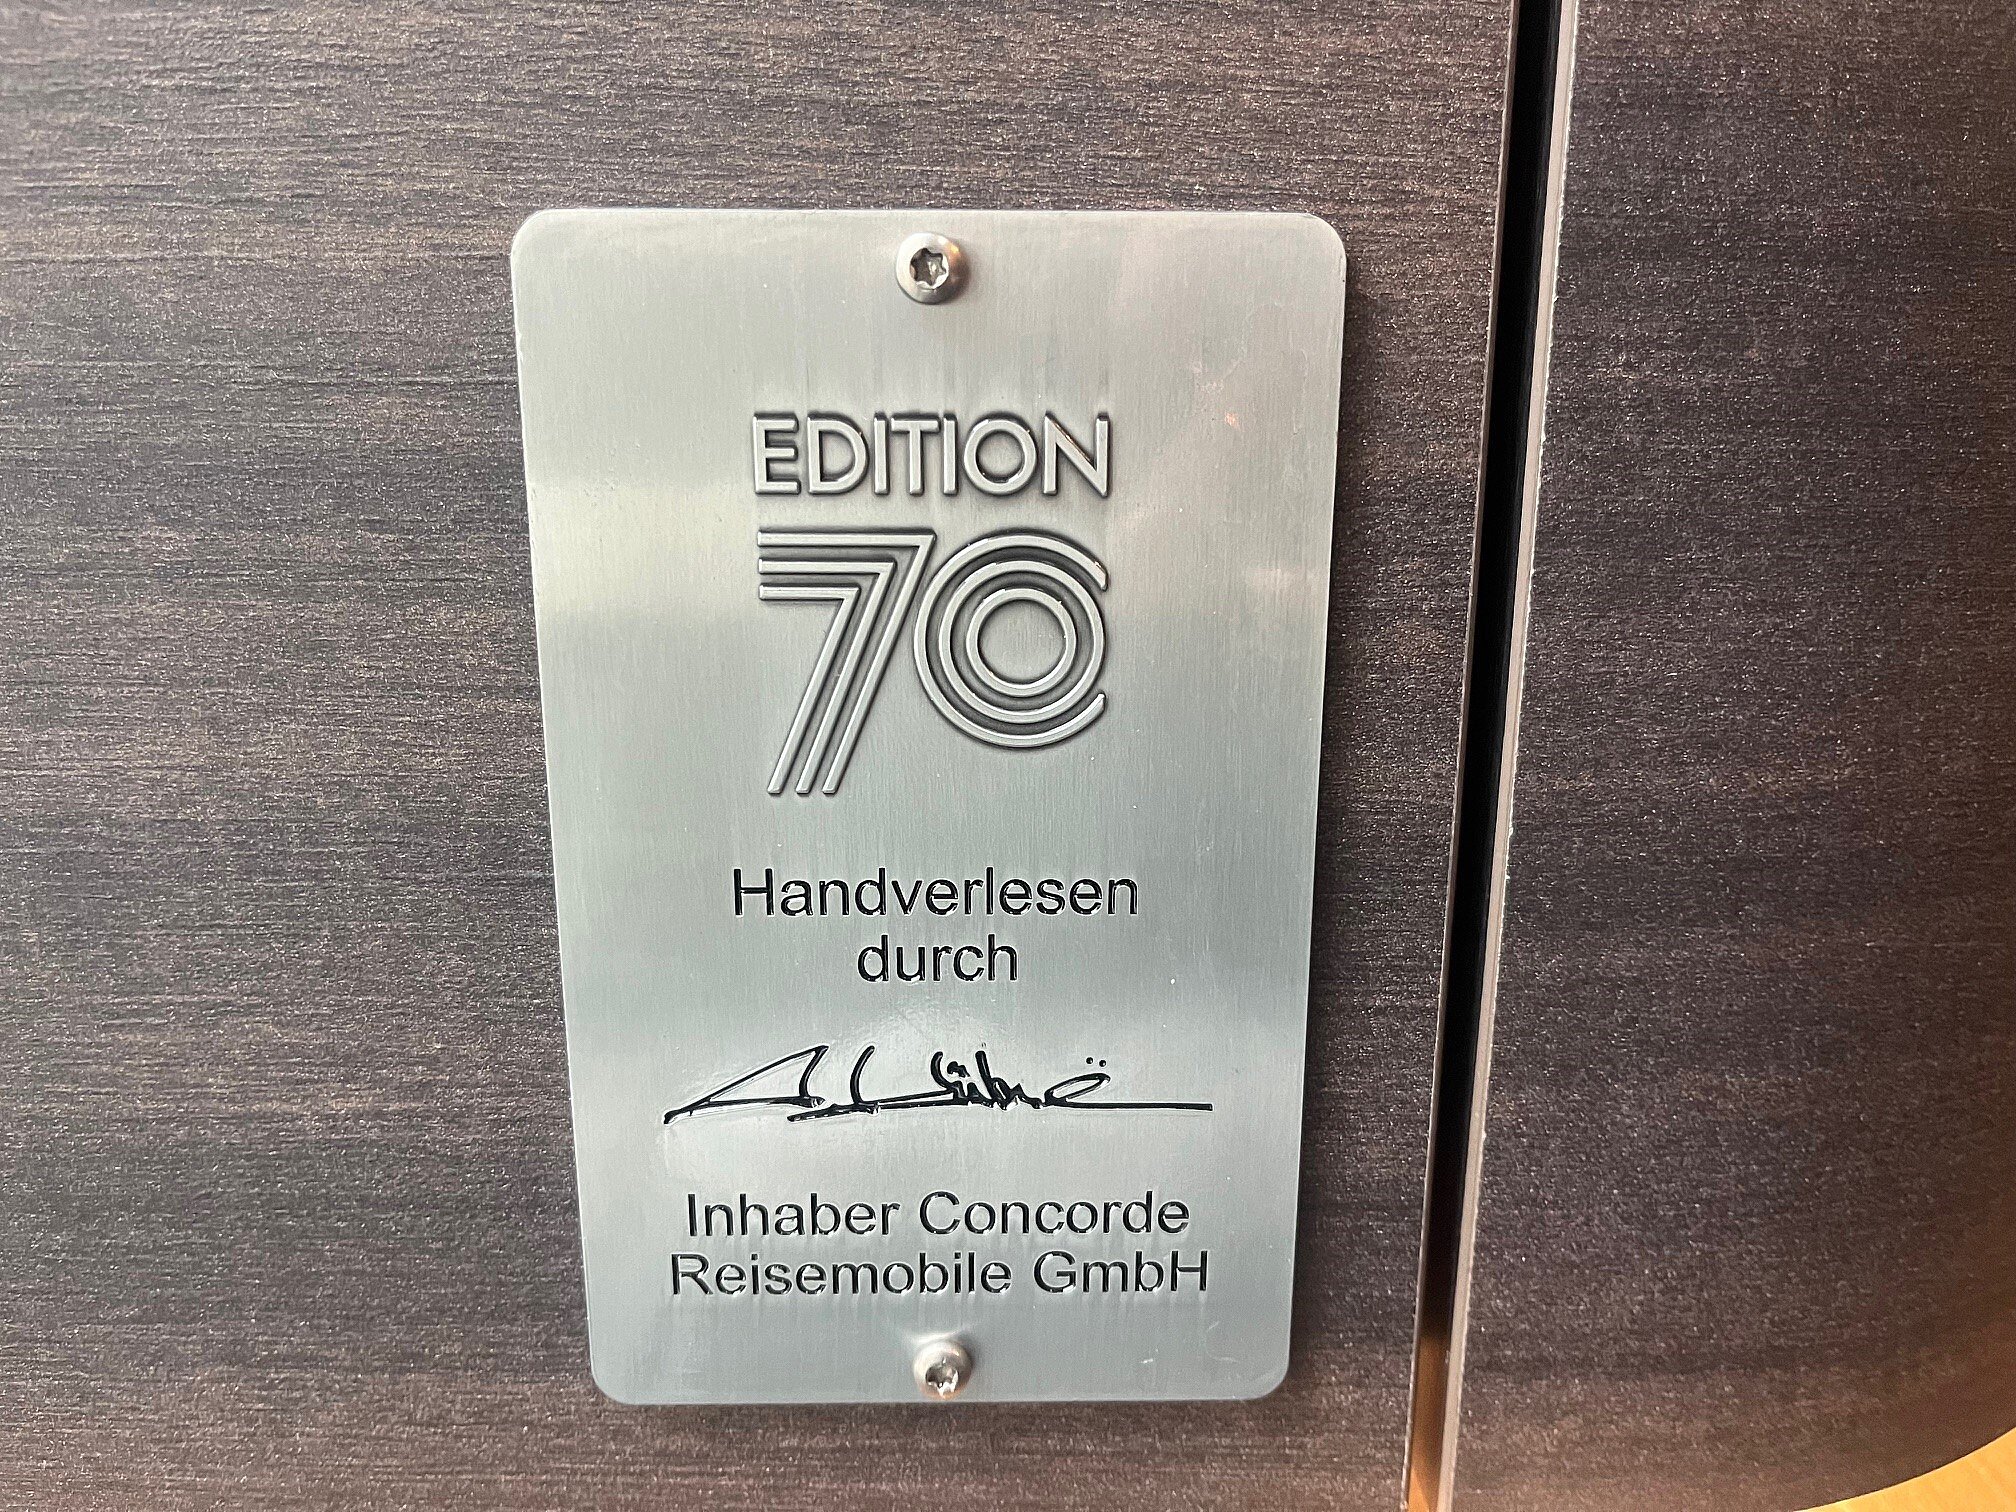 EDITION
70
Handverlesen
durch
Inhaber Concorde
Reisemobile GmbH